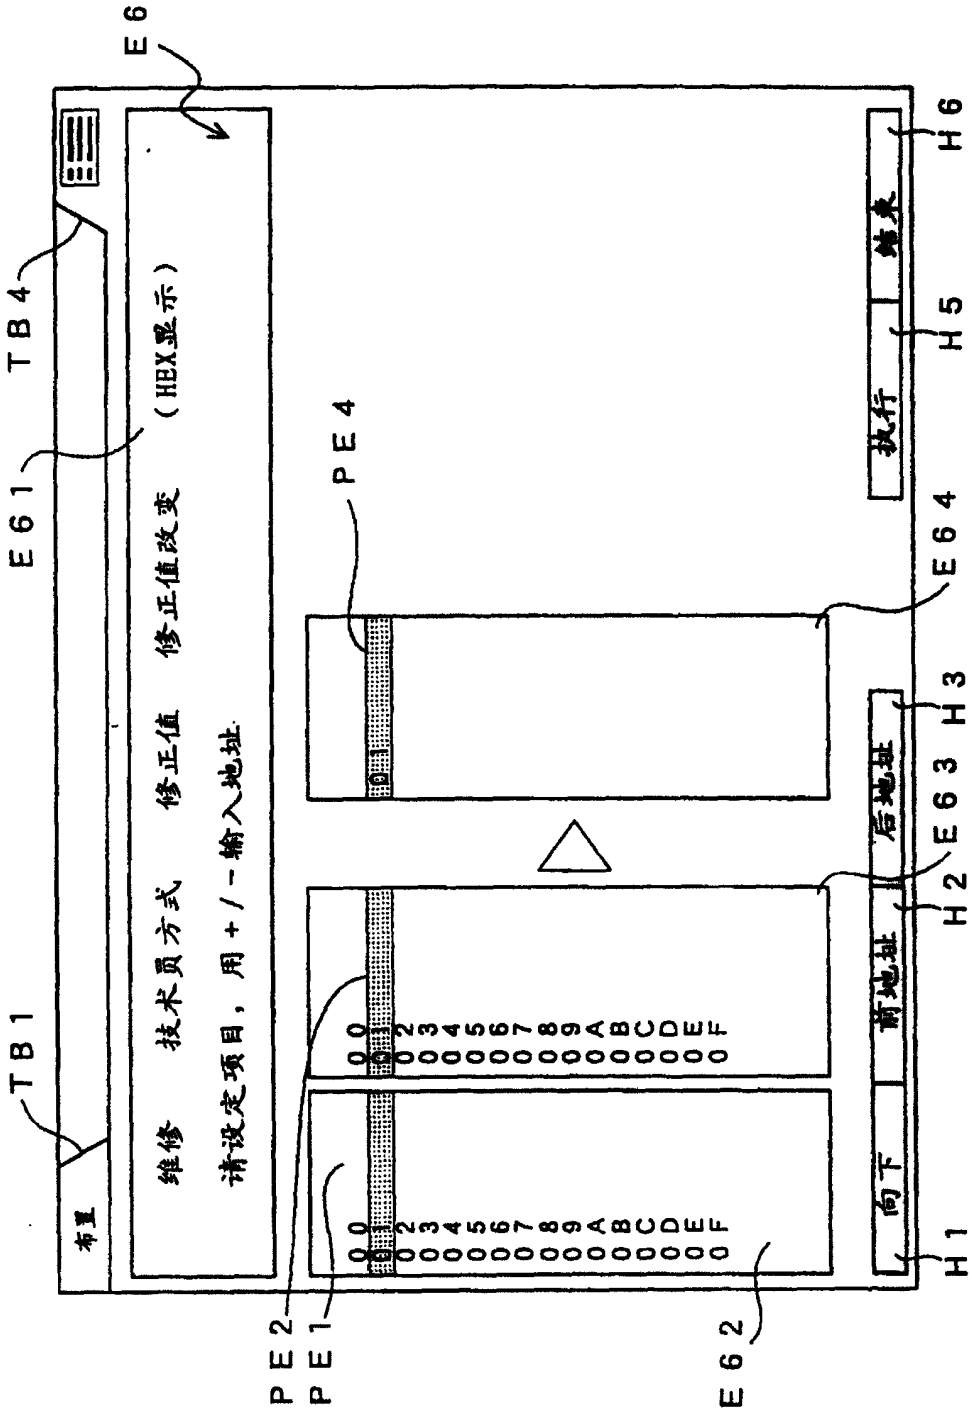 TB1 E61 TB4
布置
E6
维修 技术员方式 修正值 修正值改变 (HEX显示)
请设定项目，用+/-输入地址
PE2
PE1
PE4
00 00
01 01 01
02 02
03 03
04 04
05 05
06 06
07 07
08 08
09 09
0A 0A
0B 0B
0C 0C
0D 0D
0E 0E
0F 0F
E62
向下 前地址 后地址 执行 结束
E63 E64
H1 H2 H3 H5 H6